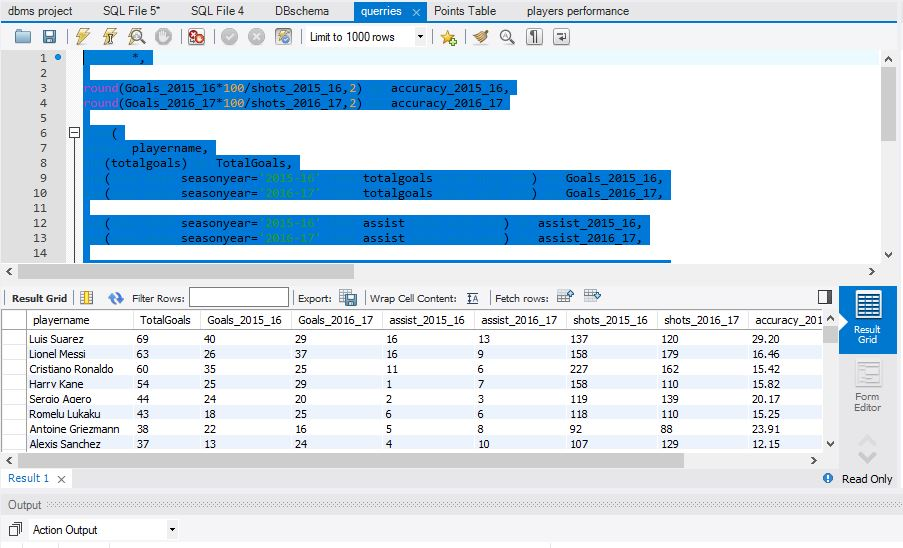 dbms project SQL File 5* SQL File 4 DBschema querries × Points Table players performance
Limit to 1000 rows
1 *,
2
3 round(Goals_2015_16*100/shots_2015_16,2) accuracy_2015_16,
4 round(Goals_2016_17*100/shots_2016_17,2) accuracy_2016_17
5
6 (
7 playername,
8 (totalgoals) TotalGoals,
9 ( seasonyear='2015-16' totalgoals ) Goals_2015_16,
10 ( seasonyear='2016-17' totalgoals ) Goals_2016_17,
11
12 ( seasonyear='2015-16' assist ) assist_2015_16,
13 ( seasonyear='2016-17' assist ) assist_2016_17,
14
Result Grid Filter Rows: Export: Wrap Cell Content: Fetch rows:
playername TotalGoals Goals_2015_16 Goals_2016_17 assist_2015_16 assist_2016_17 shots_2015_16 shots_2016_17 accuracy_201
Luis Suarez 69 40 29 16 13 137 120 29.20
Lionel Messi 63 26 37 16 9 158 179 16.46
Cristiano Ronaldo 60 35 25 11 6 227 162 15.42
Harry Kane 54 25 29 1 7 158 110 15.82
Sergio Agero 44 24 20 2 3 119 139 20.17
Romelu Lukaku 43 18 25 6 6 118 110 15.25
Antoine Griezmann 38 22 16 5 8 92 88 23.91
Alexis Sanchez 37 13 24 4 10 107 129 12.15
Result
Grid
Form
Editor
Result 1 × Read Only
Output
Action Output